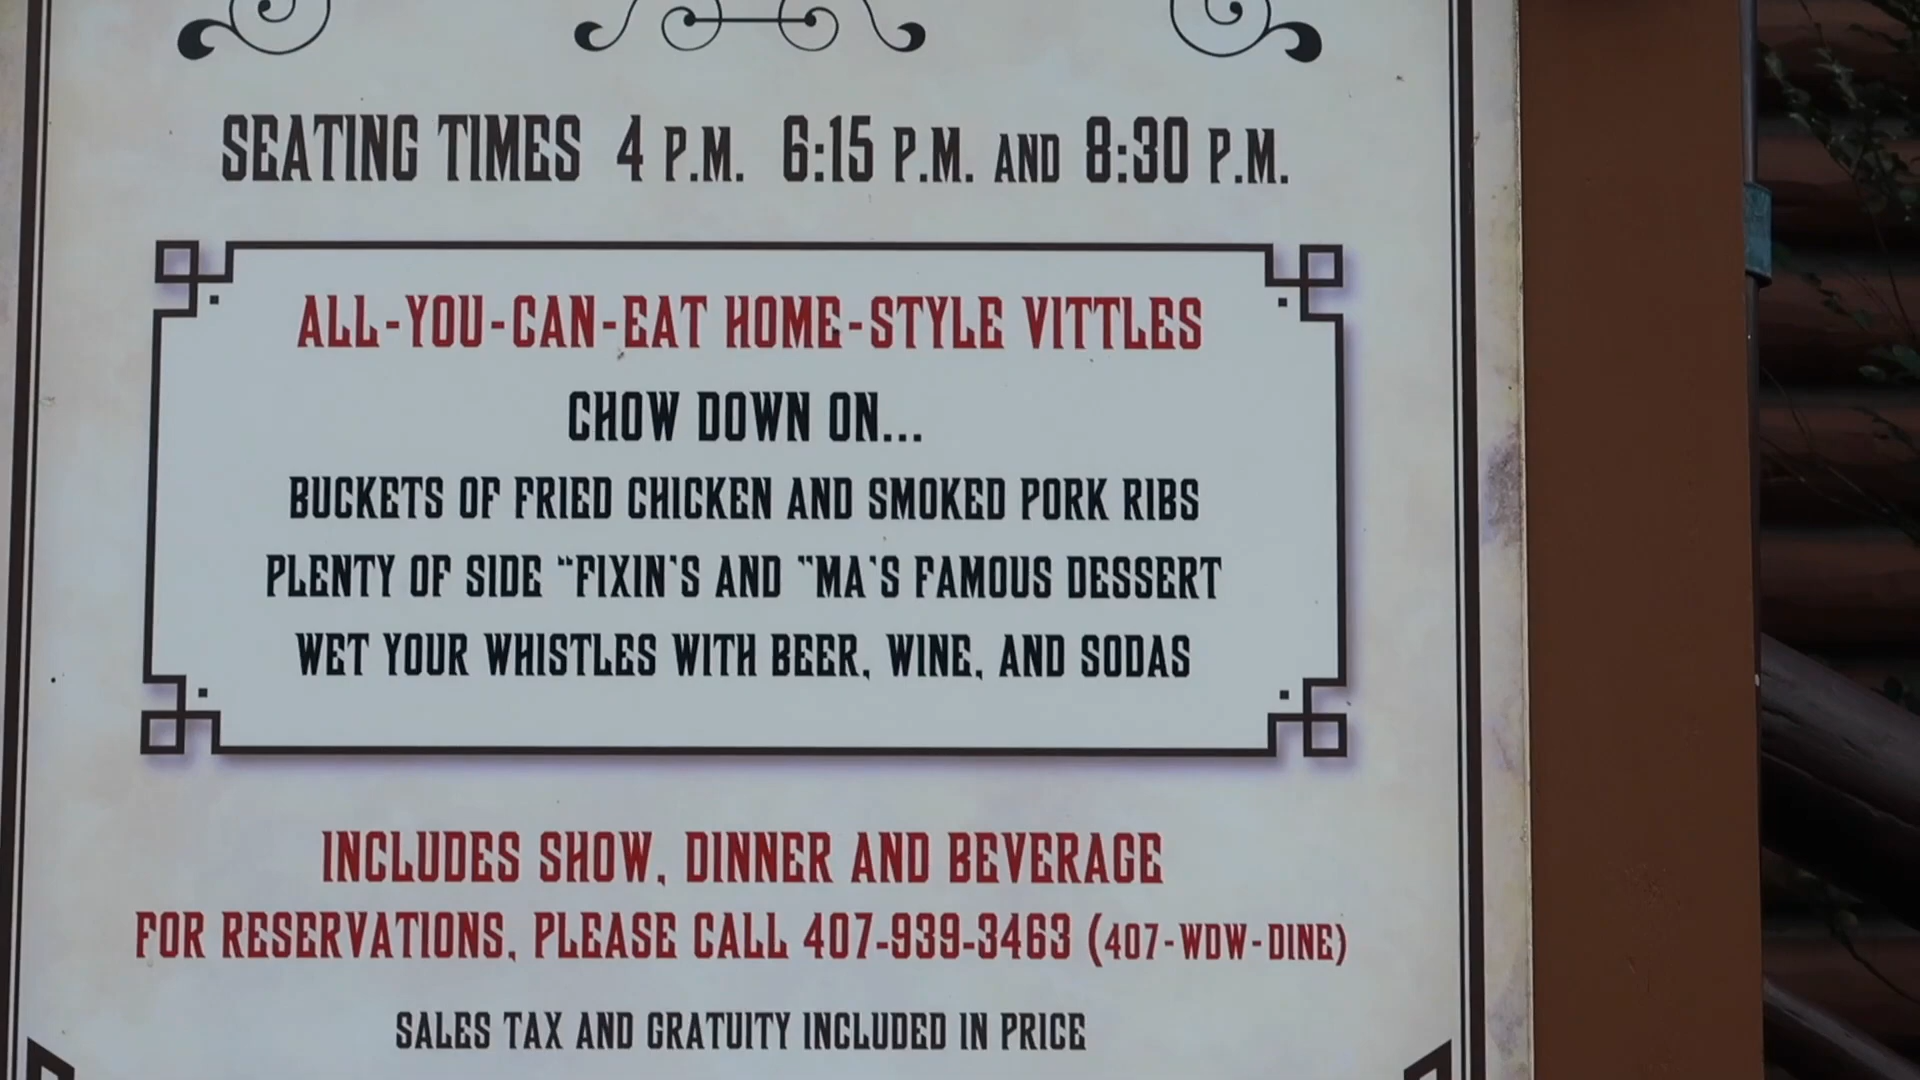 SEATING TIMES 4 P.M. 6:15 P.M. AND 8:30 P.M.
ALL-YOU-CAN-EAT HOME-STYLE VITTLES
CHOW DOWN ON...
BUCKETS OF FRIED CHICKEN AND SMOKED PORK RIBS
PLENTY OF SIDE “FIXIN'S AND "MA'S FAMOUS DESSERT
WET YOUR WHISTLES WITH BEER, WINE, AND SODAS
INCLUDES SHOW, DINNER AND BEVERAGE
FOR RESERVATIONS, PLEASE CALL 407-939-3463 (407-WDW-DINE)
SALES TAX AND GRATUITY INCLUDED IN PRICE